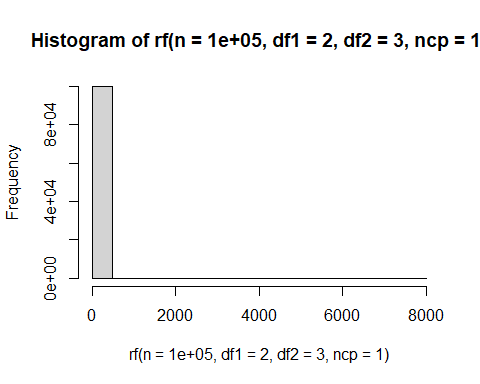 Histogram of rf(n = 1e+05, df1 = 2, df2 = 3, ncp = 1
Frequency
8e+04
4e+04
0e+00
0 2000 4000 6000 8000
rf(n = 1e+05, df1 = 2, df2 = 3, ncp = 1)